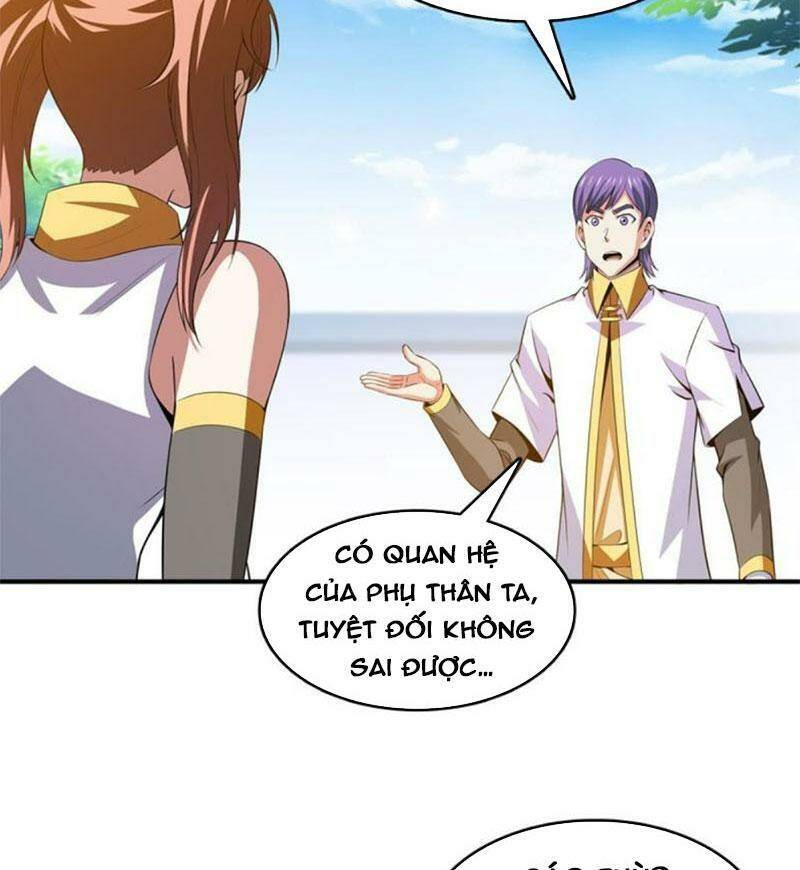 CÓ QUAN HỆ
CỦA PHỤ THÂN TA,
TUYỆT ĐỐI KHÔNG
SAI ĐƯỢC...